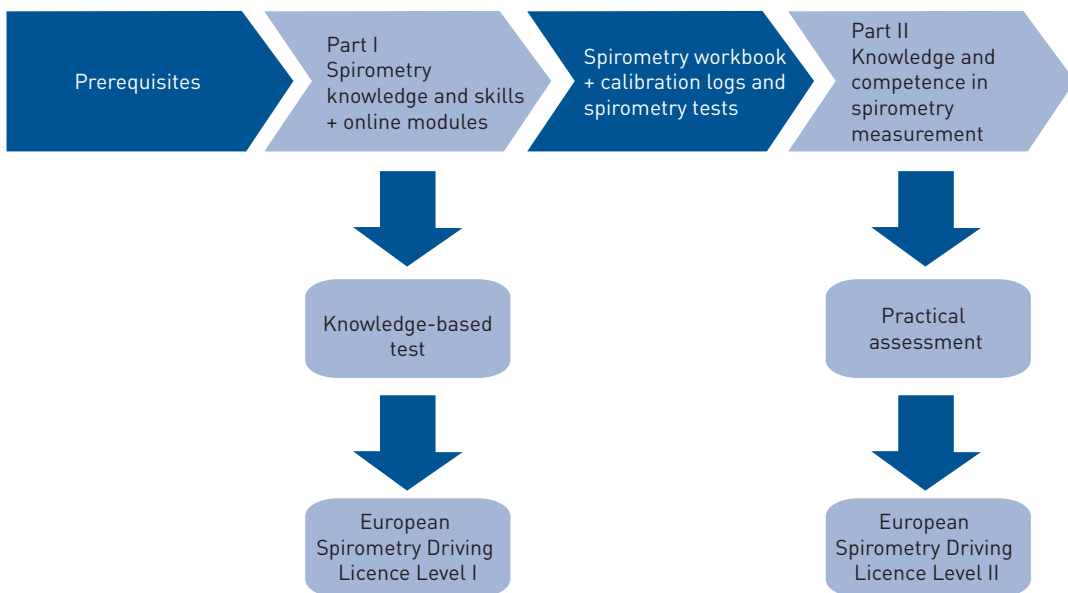 Prerequisites
Part I
Spirometry
knowledge and skills
+ online modules
Spirometry workbook
+ calibration logs and
spirometry tests
Part II
Knowledge and
competence in
spirometry
measurement
Knowledge-based
test
Practical
assessment
European
Spirometry Driving
Licence Level I
European
Spirometry Driving
Licence Level II